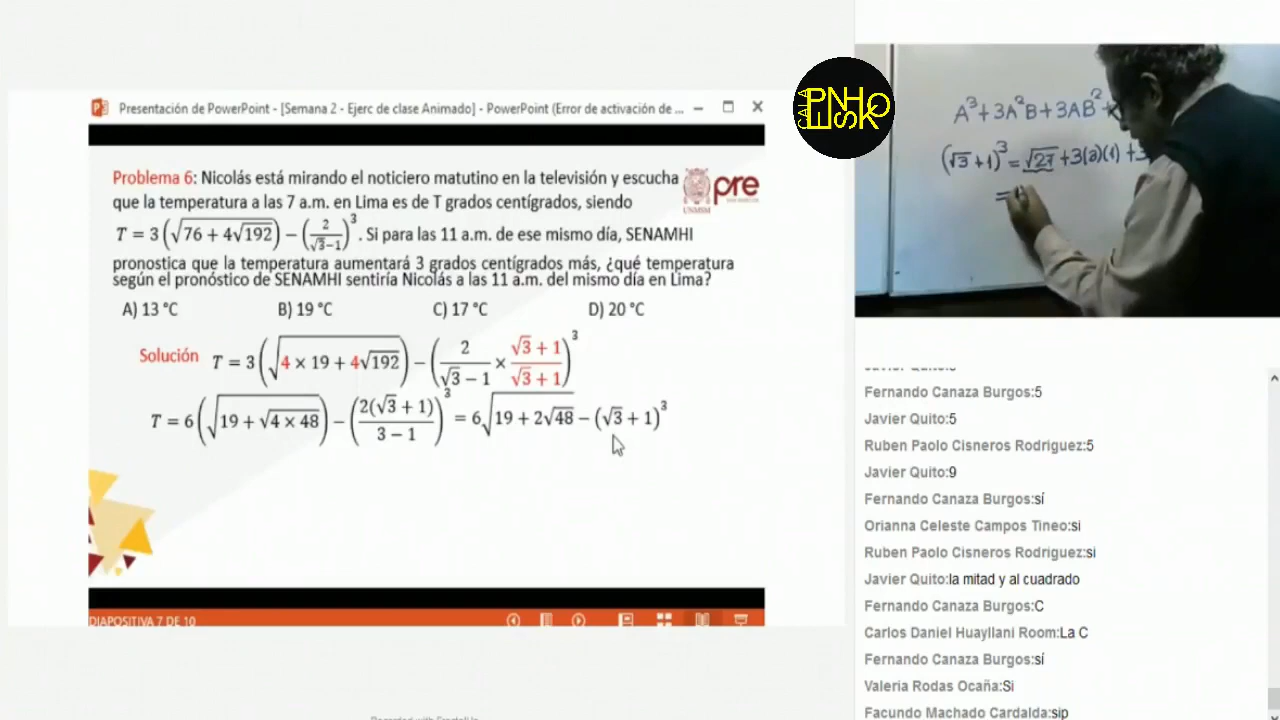 Presentación de PowerPoint - [Semana 2 - Ejerc de clase Animado] - PowerPoint (Error de activación de ...
Problema 6: Nicolás está mirando el noticiero matutino en la televisión y escucha
que la temperatura a las 7 a.m. en Lima es de T grados centígrados, siendo
T = 3(√(76 + 4√192)) − (2/(√3−1))³. Si para las 11 a.m. de ese mismo día, SENAMHI
pronostica que la temperatura aumentará 3 grados centígrados más, ¿qué temperatura
según el pronóstico de SENAMHI sentiría Nicolás a las 11 a.m. del mismo día en Lima?
A) 13 °C B) 19 °C C) 17 °C D) 20 °C
Solución T = 3(√(4 × 19 + 4√192)) − (2/(√3 − 1) × (√3 + 1)/(√3 + 1))³
T = 6(√(19 + √(4 × 48))) − (2(√3 + 1)/(3 − 1))³ = 6√(19 + 2√48) − (√3 + 1)³
pre
UNMSM
DIAPOSITIVA 7 DE 10
CALA
PENHSKO
A³ + 3A²B + 3AB² +
(√3 + 1)³ = √27 + 3(3)(1) + 3
=
Fernando Canaza Burgos:5
Javier Quito:5
Ruben Paolo Cisneros Rodriguez:5
Javier Quito:9
Fernando Canaza Burgos:sí
Orianna Celeste Campos Tineo:si
Ruben Paolo Cisneros Rodriguez:si
Javier Quito:la mitad y al cuadrado
Fernando Canaza Burgos:C
Carlos Daniel Huayllani Room:La C
Fernando Canaza Burgos:sí
Valeria Rodas Ocaña:Si
Facundo Machado Cardalda:sip